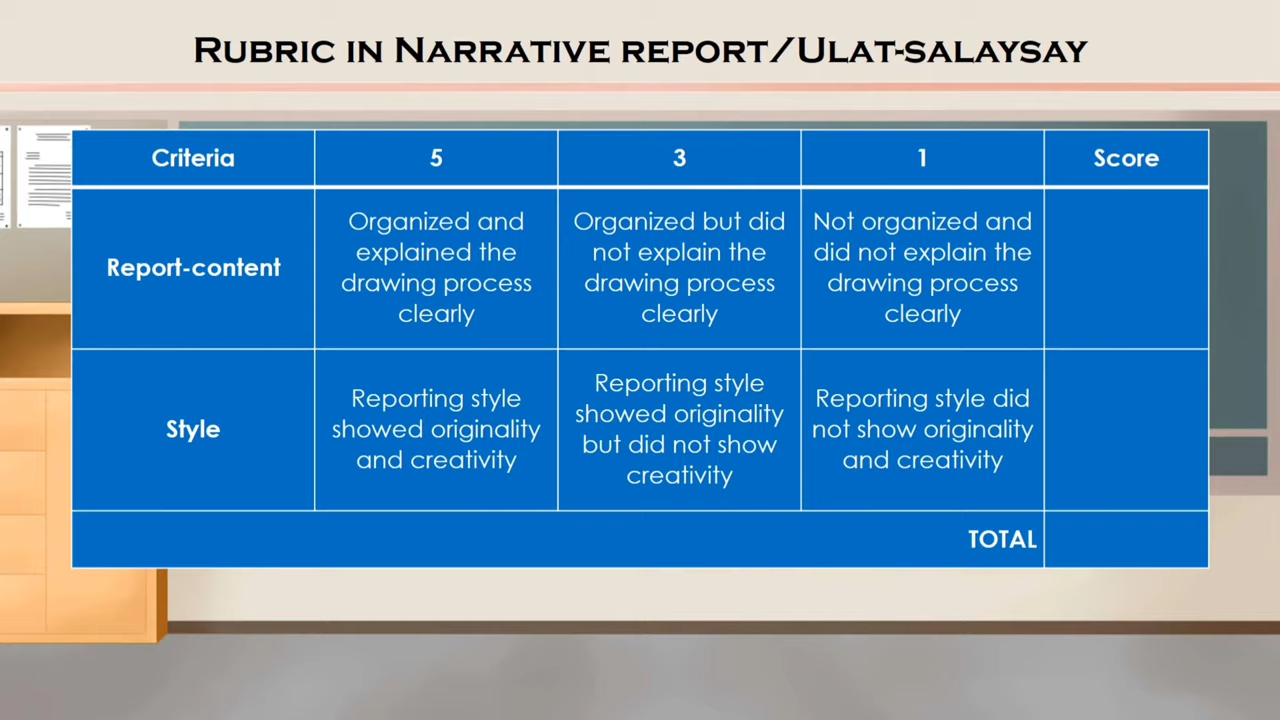 RUBRIC IN NARRATIVE REPORT/ULAT-SALAYSAY
Criteria
5
3
1
Score
Report-content
Organized and
explained the
drawing process
clearly
Organized but did
not explain the
drawing process
clearly
Not organized and
did not explain the
drawing process
clearly
Style
Reporting style
showed originality
and creativity
Reporting style
showed originality
but did not show
creativity
Reporting style did
not show originality
and creativity
TOTAL